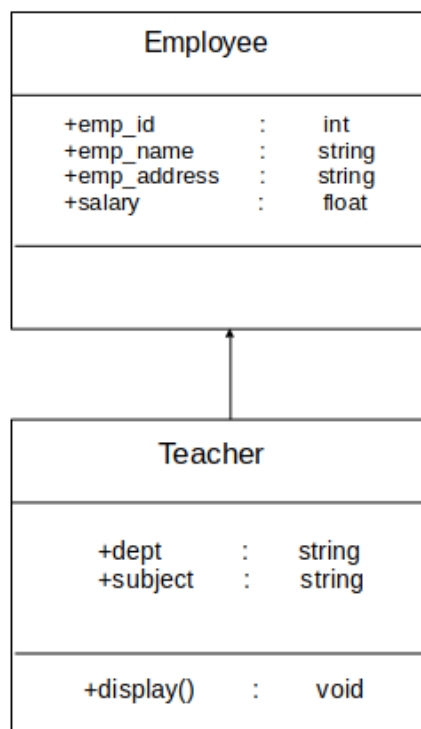 Employee
+emp_id : int
+emp_name : string
+emp_address : string
+salary : float
Teacher
+dept : string
+subject : string
+display() : void